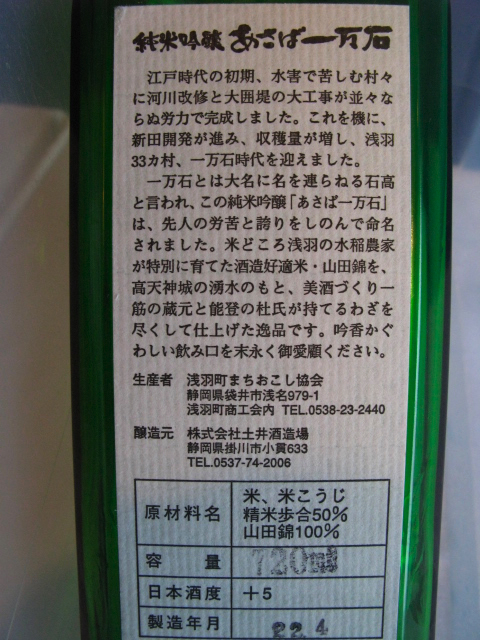 純米吟醸 あさば一万石
江戸時代の初期、水害で苦しむ村々
に河川改修と大囲堤の大工事が並々な
らぬ労力で完成しました。これを機に、
新田開発が進み、収穫量が増し、浅羽
33カ村、一万石時代を迎えました。
一万石とは大名に名を連らねる石高
と言われ、この純米吟醸「あさば一万石」
は、先人の労苦と誇りをしのんで命名
されました。米どころ浅羽の水稲農家
が特別に育てた酒造好適米・山田錦を、
高天神城の湧水のもと、美酒づくり一
筋の蔵元と能登の杜氏が持てるわざを
尽くして仕上げた逸品です。吟香かぐ
わしい飲み口を末永く御愛顧ください。
生産者 浅羽町まちおこし協会
静岡県袋井市浅名979-1
浅羽町商工会内 TEL.0538-23-2440
醸造元 株式会社土井酒造場
静岡県掛川市小貫633
TEL.0537-74-2006
原材料名 米、米こうじ
精米歩合50%
山田錦100%
容量 720ml
日本酒度 +5
製造年月 22.4